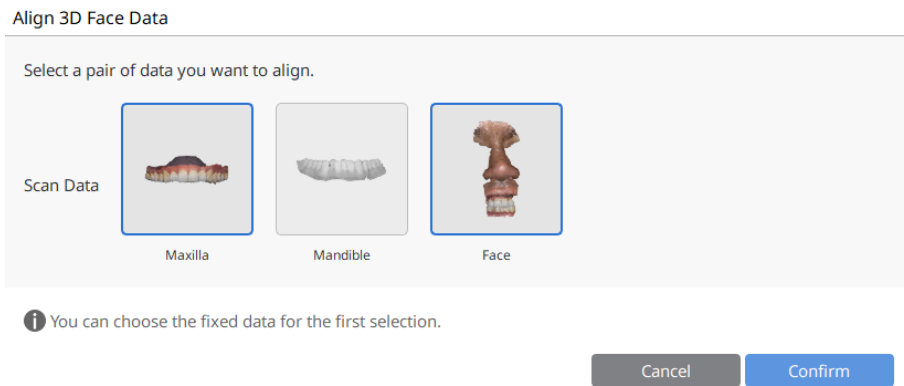 Align 3D Face Data
Select a pair of data you want to align.
Scan Data
Maxilla
Mandible
Face
You can choose the fixed data for the first selection.
Cancel
Confirm